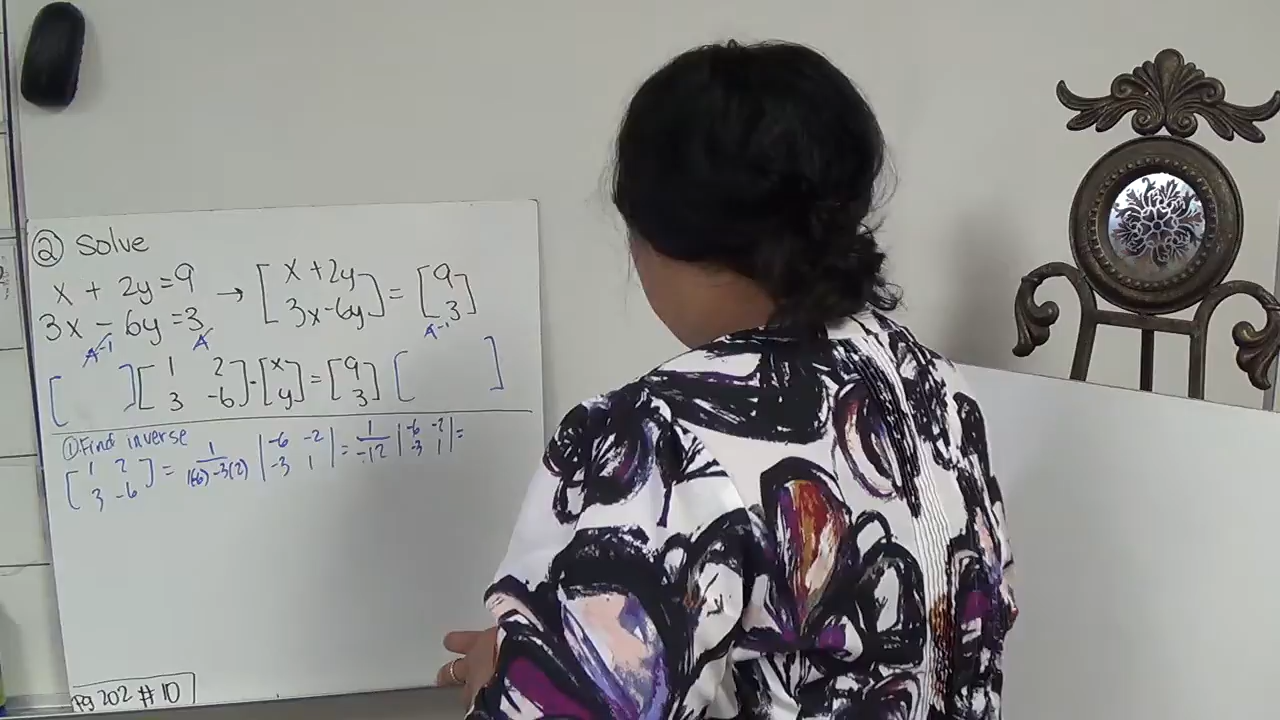 ② Solve
x + 2y = 9 → [x + 2y] = [9]
3x - 6y = 3 [3x - 6y] [3]
A⁻¹ A A⁻¹
[ ] [1 2] · [x] = [9] [ ]
[3 -6] [y] [3]
① Find inverse
[1 2] = 1 |-6 -2| = 1 |-6 -2| =
[3 -6] 1(-6)-3(2) |-3 1| -12 |-3 1|
Pg 202 #10